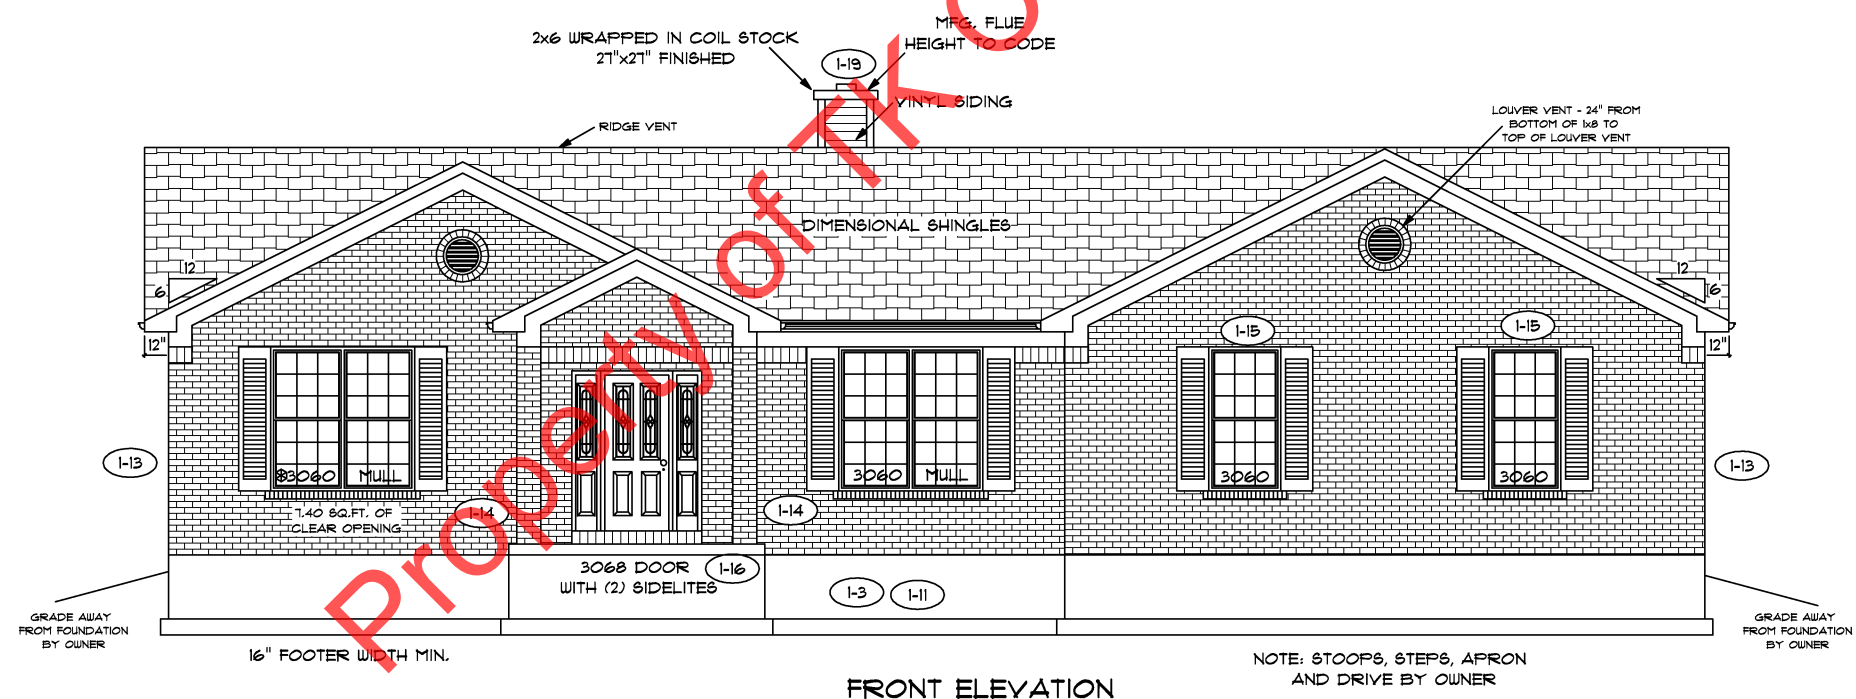 2x6 WRAPPED IN COIL STOCK
27"x27" FINISHED
MFG. FLUE
HEIGHT TO CODE
1-19
VINYL SIDING
RIDGE VENT
LOUVER VENT - 24" FROM
BOTTOM OF 1x8 TO
TOP OF LOUVER VENT
DIMENSIONAL SHINGLES
12
6
12
6
12"
12"
1-15
1-15
1-13
1-13
⊛3060 MULL
3060 MULL
3060
3060
7.40 SQ.FT. OF
CLEAR OPENING
1-14
1-14
3068 DOOR
WITH (2) SIDELITES
1-16
1-3
1-11
GRADE AWAY
FROM FOUNDATION
BY OWNER
GRADE AWAY
FROM FOUNDATION
BY OWNER
16" FOOTER WIDTH MIN.
NOTE: STOOPS, STEPS, APRON
AND DRIVE BY OWNER
FRONT ELEVATION
Property of TK